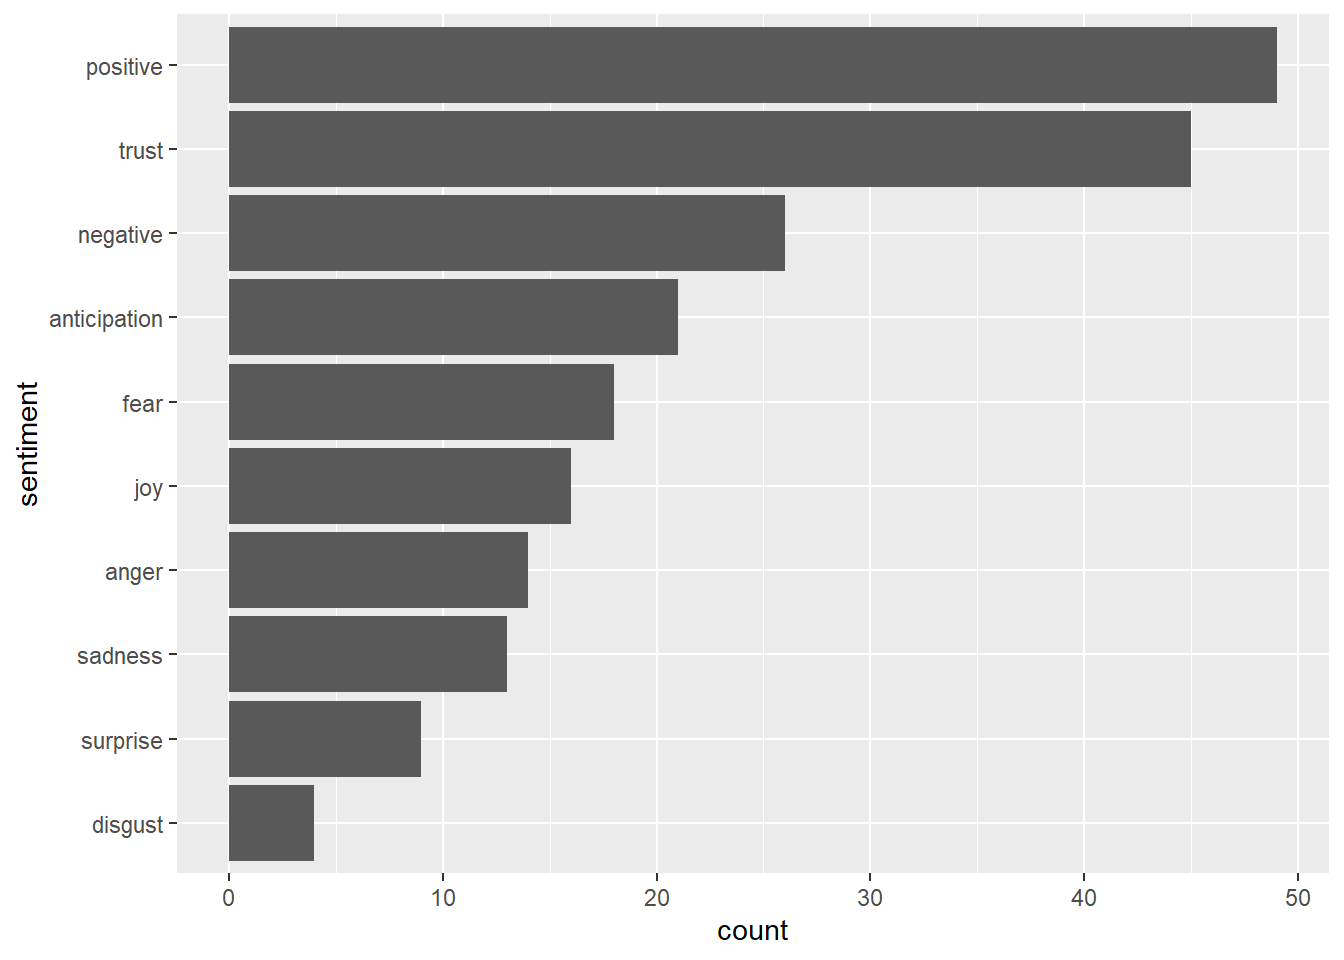 positive
trust
negative
anticipation
fear
joy
anger
sadness
surprise
disgust
sentiment
0 10 20 30 40 50
count